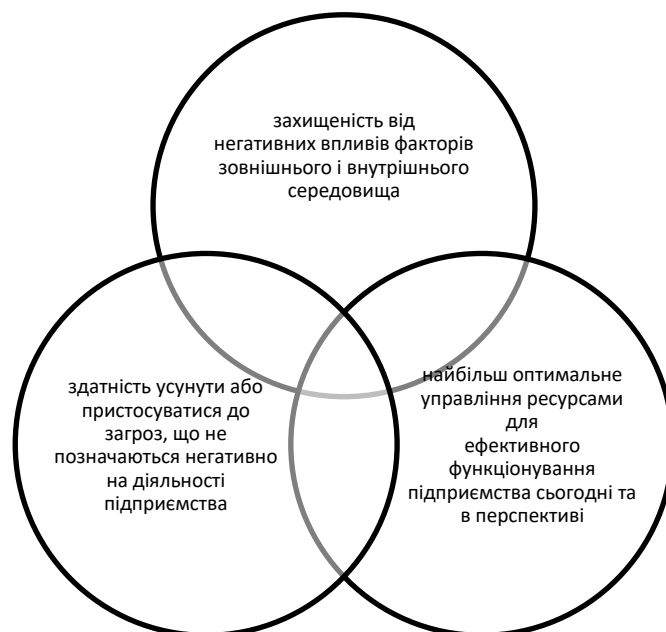 захищеність від
негативних впливів факторів
зовнішнього і внутрішнього
середовища
здатність усунути або
пристосуватися до
загроз, що не
позначаються негативно
на діяльності
підприємства
найбільш оптимальне
управління ресурсами
для
ефективного
функціонування
підприємства сьогодні та
в перспективі